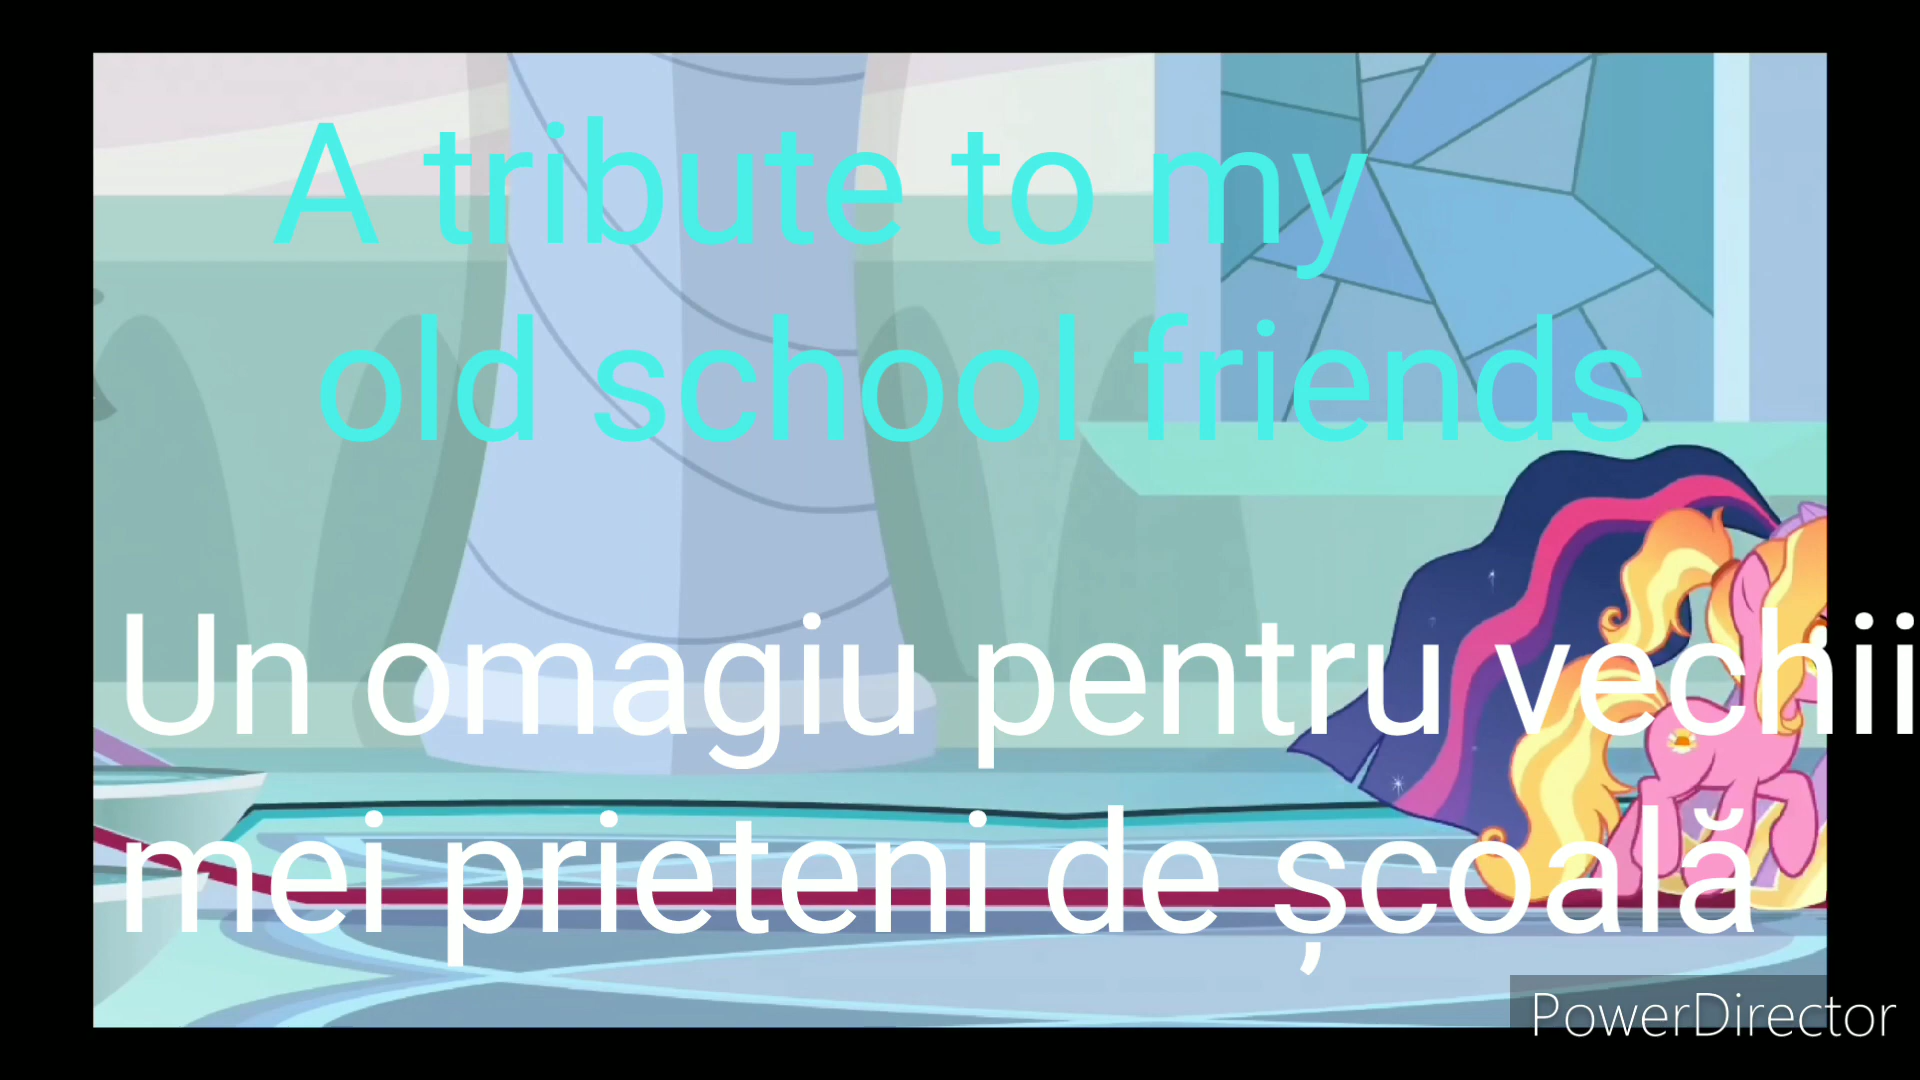 A tribute to my
old school friends
Un omagiu pentru vechii
mei prieteni de școală
PowerDirector